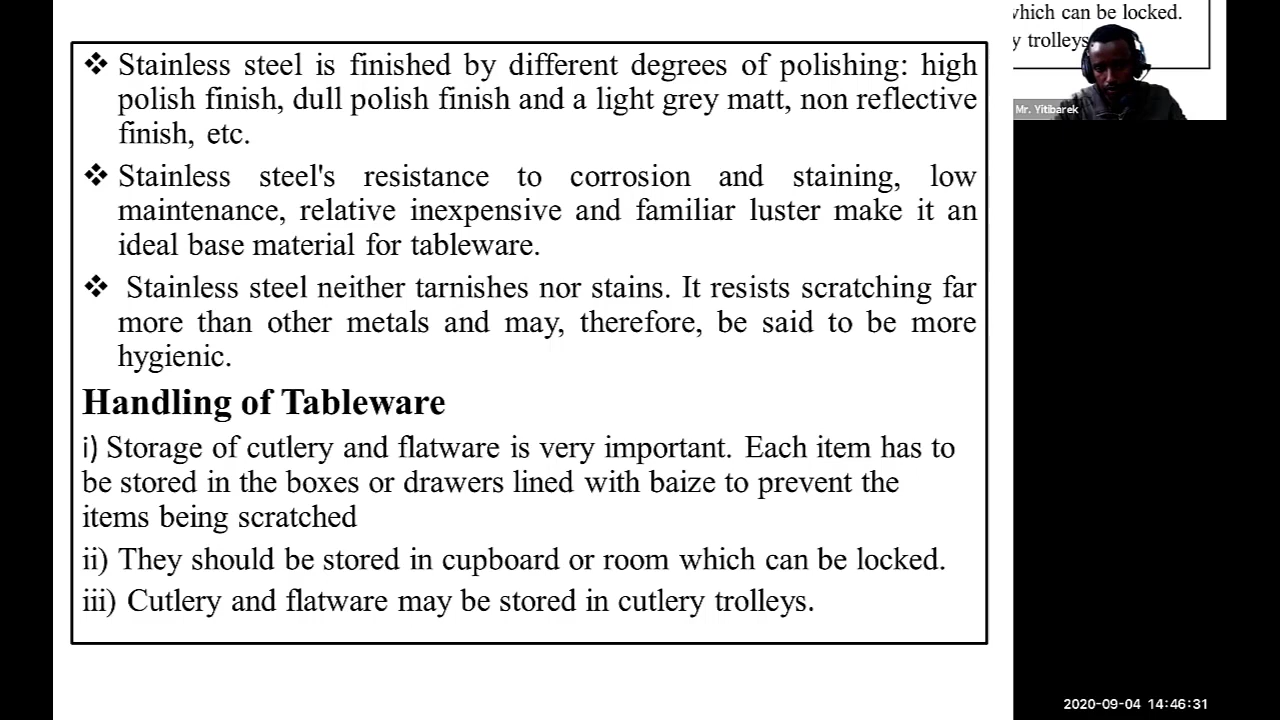 ❖ Stainless steel is finished by different degrees of polishing: high
polish finish, dull polish finish and a light grey matt, non reflective
finish, etc.
❖ Stainless steel's resistance to corrosion and staining, low
maintenance, relative inexpensive and familiar luster make it an
ideal base material for tableware.
❖ Stainless steel neither tarnishes nor stains. It resists scratching far
more than other metals and may, therefore, be said to be more
hygienic.
Handling of Tableware
i) Storage of cutlery and flatware is very important. Each item has to
be stored in the boxes or drawers lined with baize to prevent the
items being scratched
ii) They should be stored in cupboard or room which can be locked.
iii) Cutlery and flatware may be stored in cutlery trolleys.
which can be locked.
y trolleys
Mr. Yitibarek
2020-09-04 14:46:31